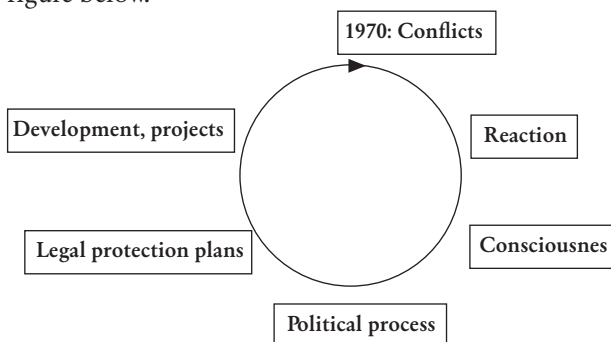 figure below.
1970: Conflicts
Reaction
Consciousnes
Political process
Legal protection plans
Development, projects